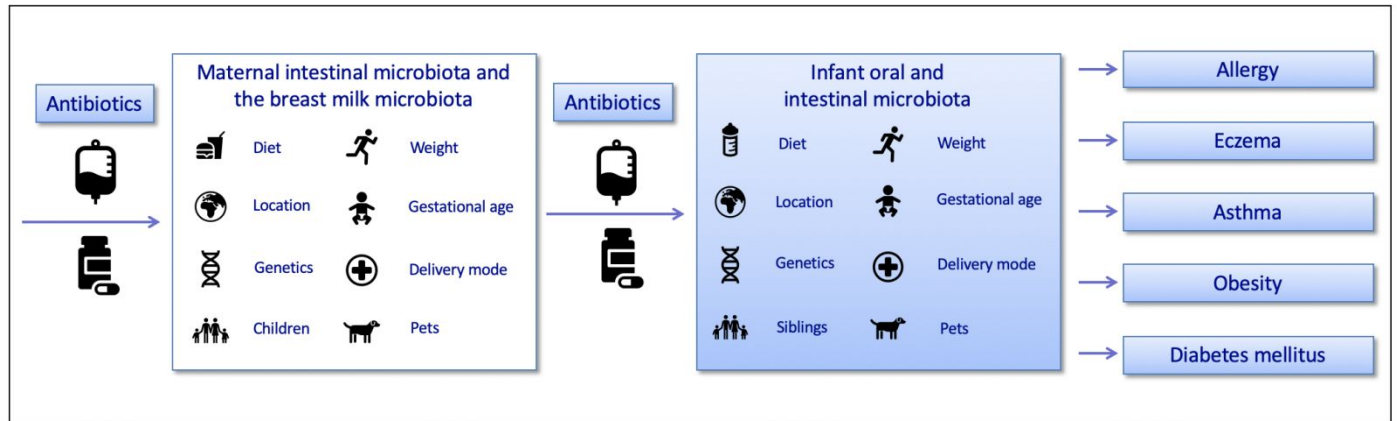 Antibiotics
Maternal intestinal microbiota and
the breast milk microbiota
Diet
Weight
Location
Gestational age
Genetics
Delivery mode
Children
Pets
Antibiotics
Infant oral and
intestinal microbiota
Diet
Weight
Location
Gestational age
Genetics
Delivery mode
Siblings
Pets
Allergy
Eczema
Asthma
Obesity
Diabetes mellitus